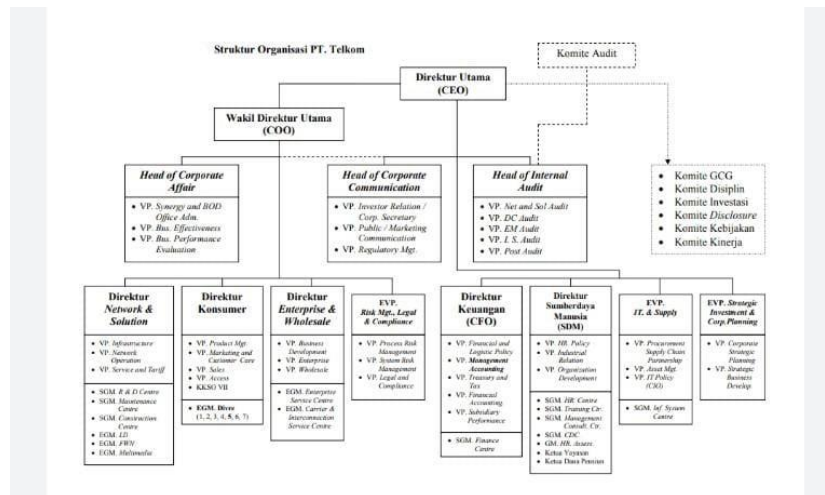 Struktur Organisasi PT. Telkom
Komite Audit
Direktur Utama
(CEO)
Wakil Direktur Utama
(COO)
Head of Corporate
Affair
• VP. Synergy and BOD
Office Adm.
• VP. Bus. Effectiveness
• VP. Bus. Performance
Evaluation
Head of Corporate
Communication
• VP. Investor Relation /
Corp. Secretary
• VP. Public / Marketing
Communication
• VP. Regulatory Mgt.
Head of Internal
Audit
• VP. Net and Sol Audit
• VP. DC Audit
• VP. EM Audit
• VP. I. S. Audit
• VP. Post Audit
• Komite GCG
• Komite Disiplin
• Komite Investasi
• Komite Disclosure
• Komite Kebijakan
• Komite Kinerja
Direktur
Network &
Solution
• VP. Infrastructure
• VP. Network
Operation
• VP. Service and Tariff
• SGM. R & D Centre
• SGM. Maintenance
Centre
• SGM. Construction
Centre
• EGM. LD
• EGM. FWN
• EGM. Multimedia
Direktur
Konsumer
• VP. Product Mgt.
• VP. Marketing and
Customer Care
• VP. Sales
• VP. Access
• KKSO VII
• EGM. Divre
(1, 2, 3, 4, 5, 6, 7)
Direktur
Enterprise &
Wholesale
• VP. Business
Development
• VP. Enterprise
• VP. Wholesale
• EGM. Enterprise
Service Centre
• EGM. Carrier &
Interconnection
Service Centre
EVP.
Risk Mgt., Legal
& Compliance
• VP. Process Risk
Management
• VP. System Risk
Management
• VP. Legal and
Compliance
Direktur
Keuangan
(CFO)
• VP. Financial and
Logistic Policy
• VP. Management
Accounting
• VP. Treasury and
Tax
• VP. Financial
Accounting
• VP. Subsidiary
Performance
• SGM. Finance
Centre
Direktur
Sumberdaya
Manusia
(SDM)
• VP. HR Policy
• VP. Industrial
Relation
• VP. Organization
Development
• SGM. HR Centre
• SGM. Training Ctr.
• SGM. Management
Consult. Ctr.
• SGM. CDC
• GM. HR. Assess.
• Ketua Yayasan
• Ketua Dana Pensiun
EVP.
IT. & Supply
• VP. Procurement
Supply Chain
Partnership
• VP. Asset Mgt.
• VP. IT Policy
(CIO)
• SGM. Inf. System
Centre
EVP. Strategic
Investment &
Corp.Planning
• VP. Corporate
Strategic
Planning
• VP. Strategic
Business
Develop